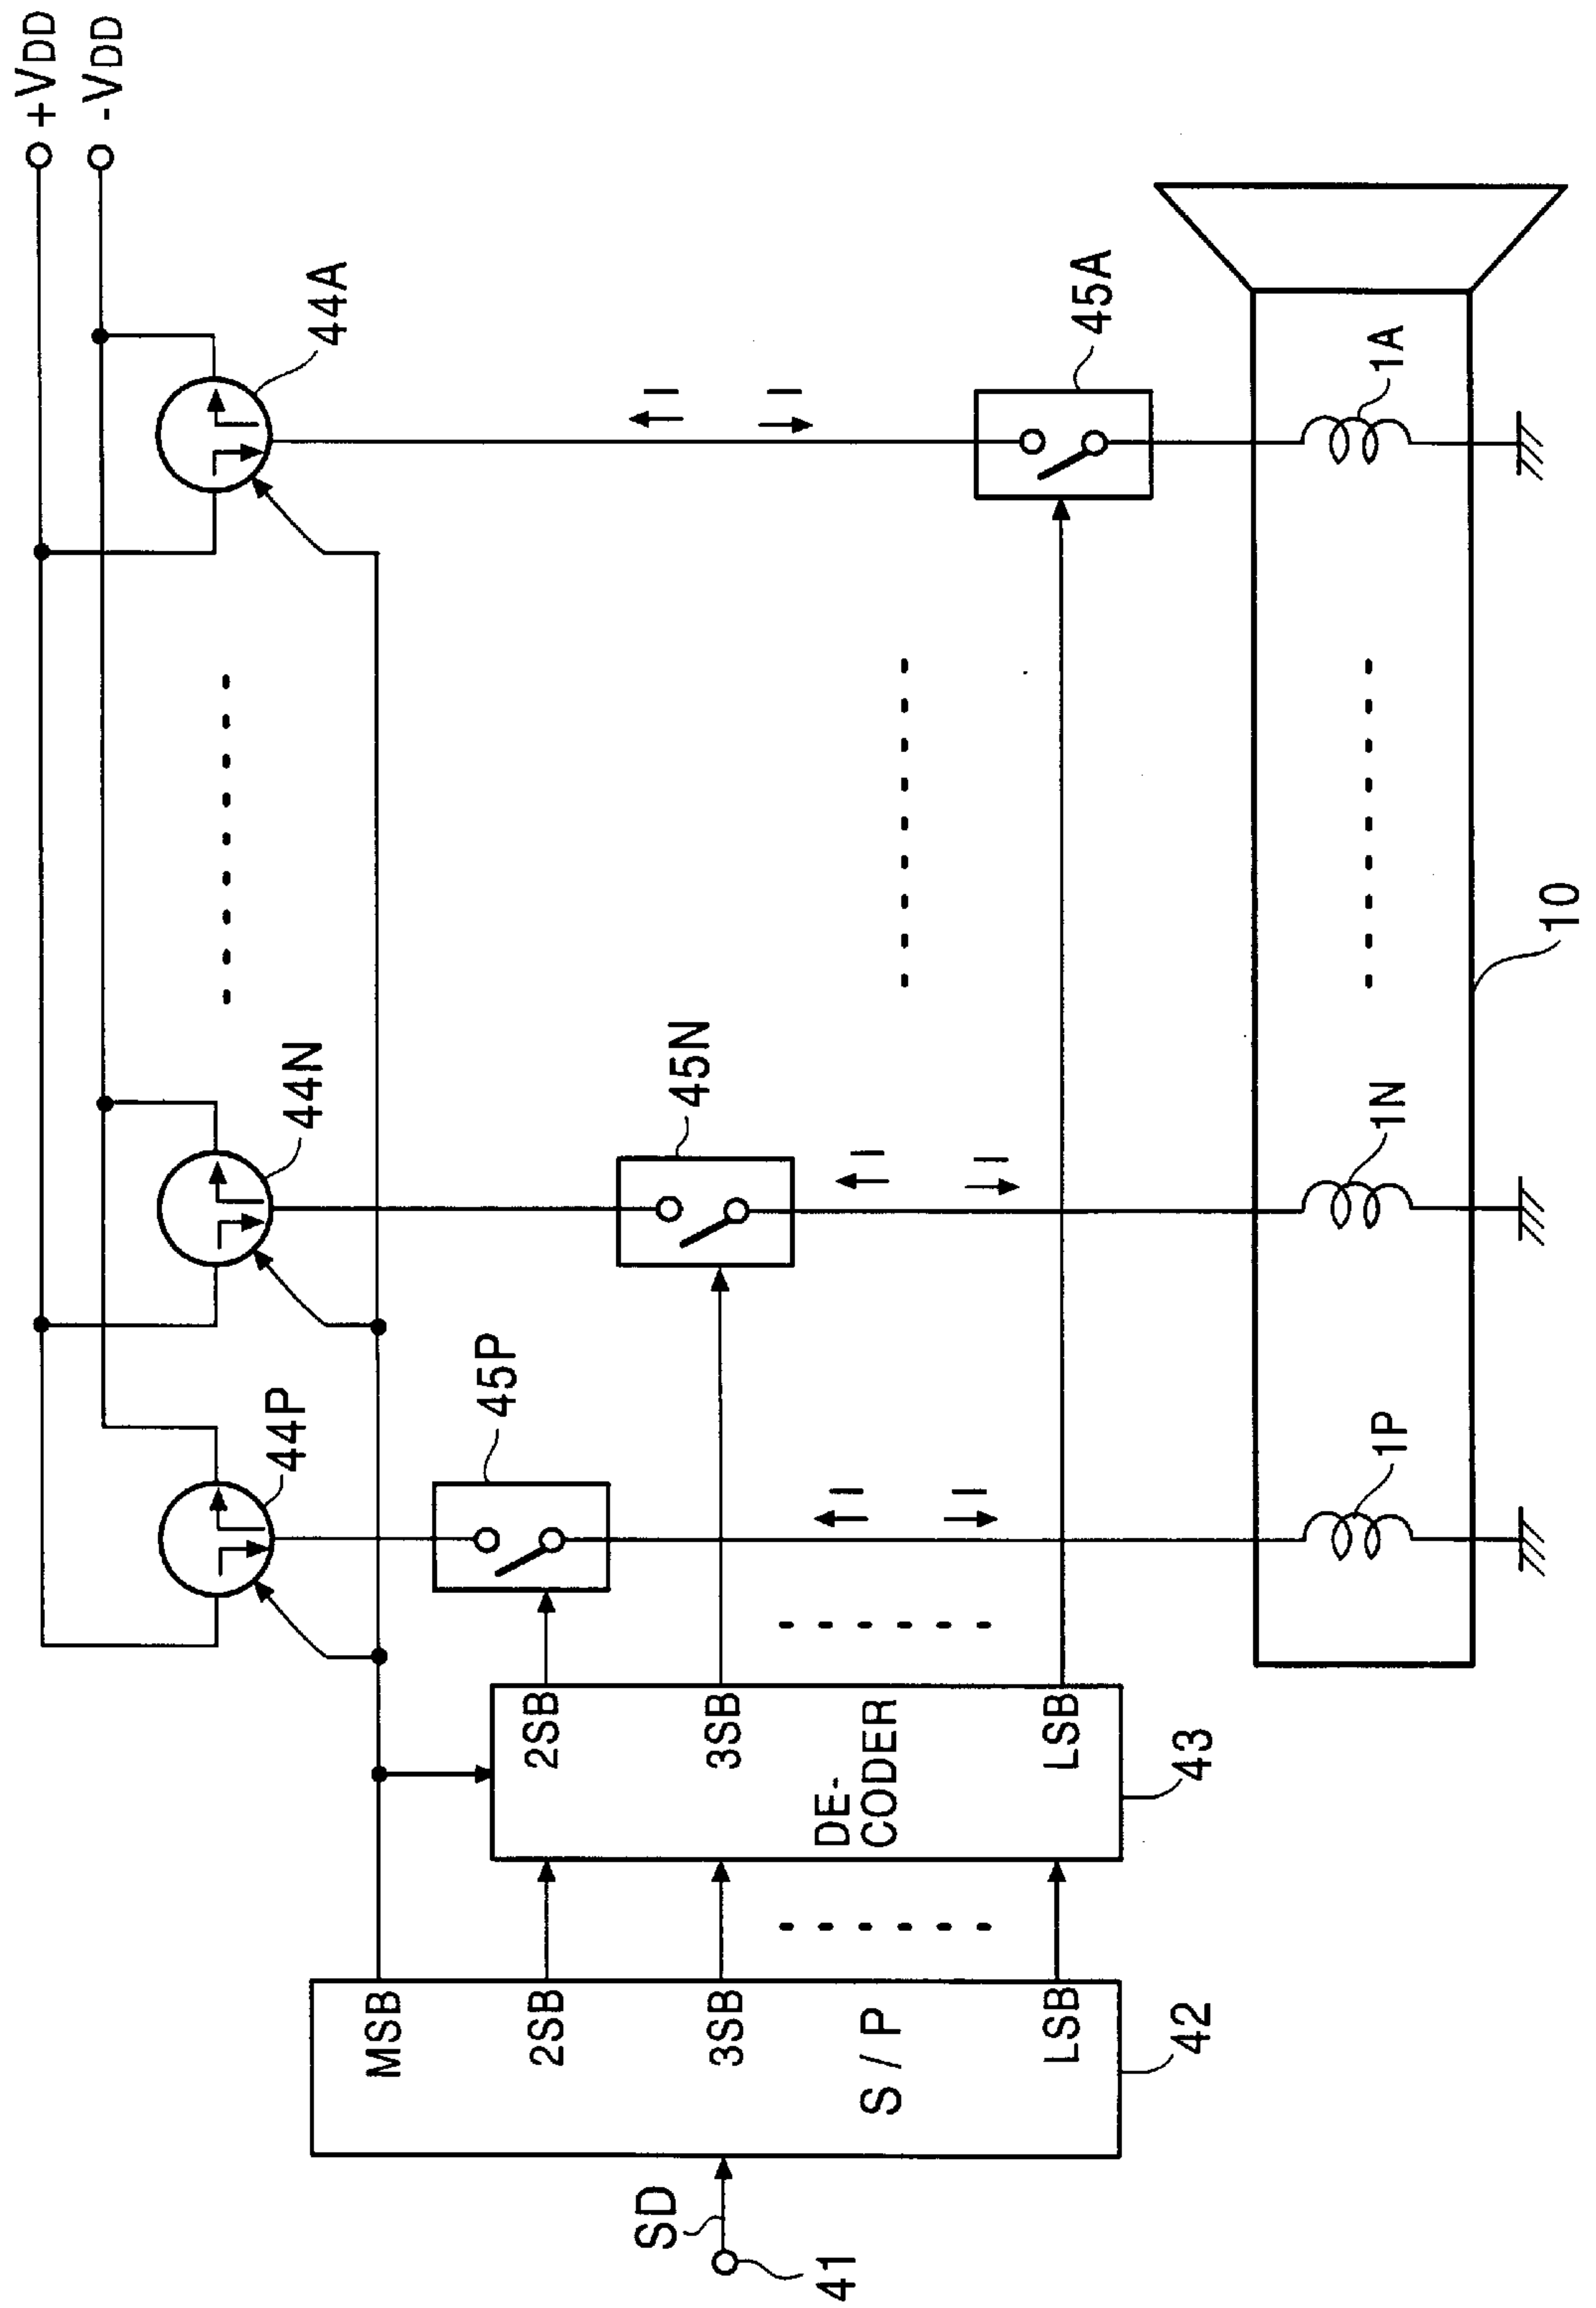 +VDD
-VDD
44P
44N
44A
I
I
I
I
I
I
45P
45N
45A
MSB
2SB
3SB
S/P
LSB
2SB
3SB
DE-
CODER
LSB
SD
41
42
43
1P
1N
1A
10